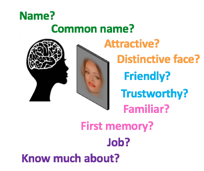 Name?
Common name?
Attractive?
Distinctive face?
Friendly?
Trustworthy?
Familiar?
First memory?
Job?
Know much about?